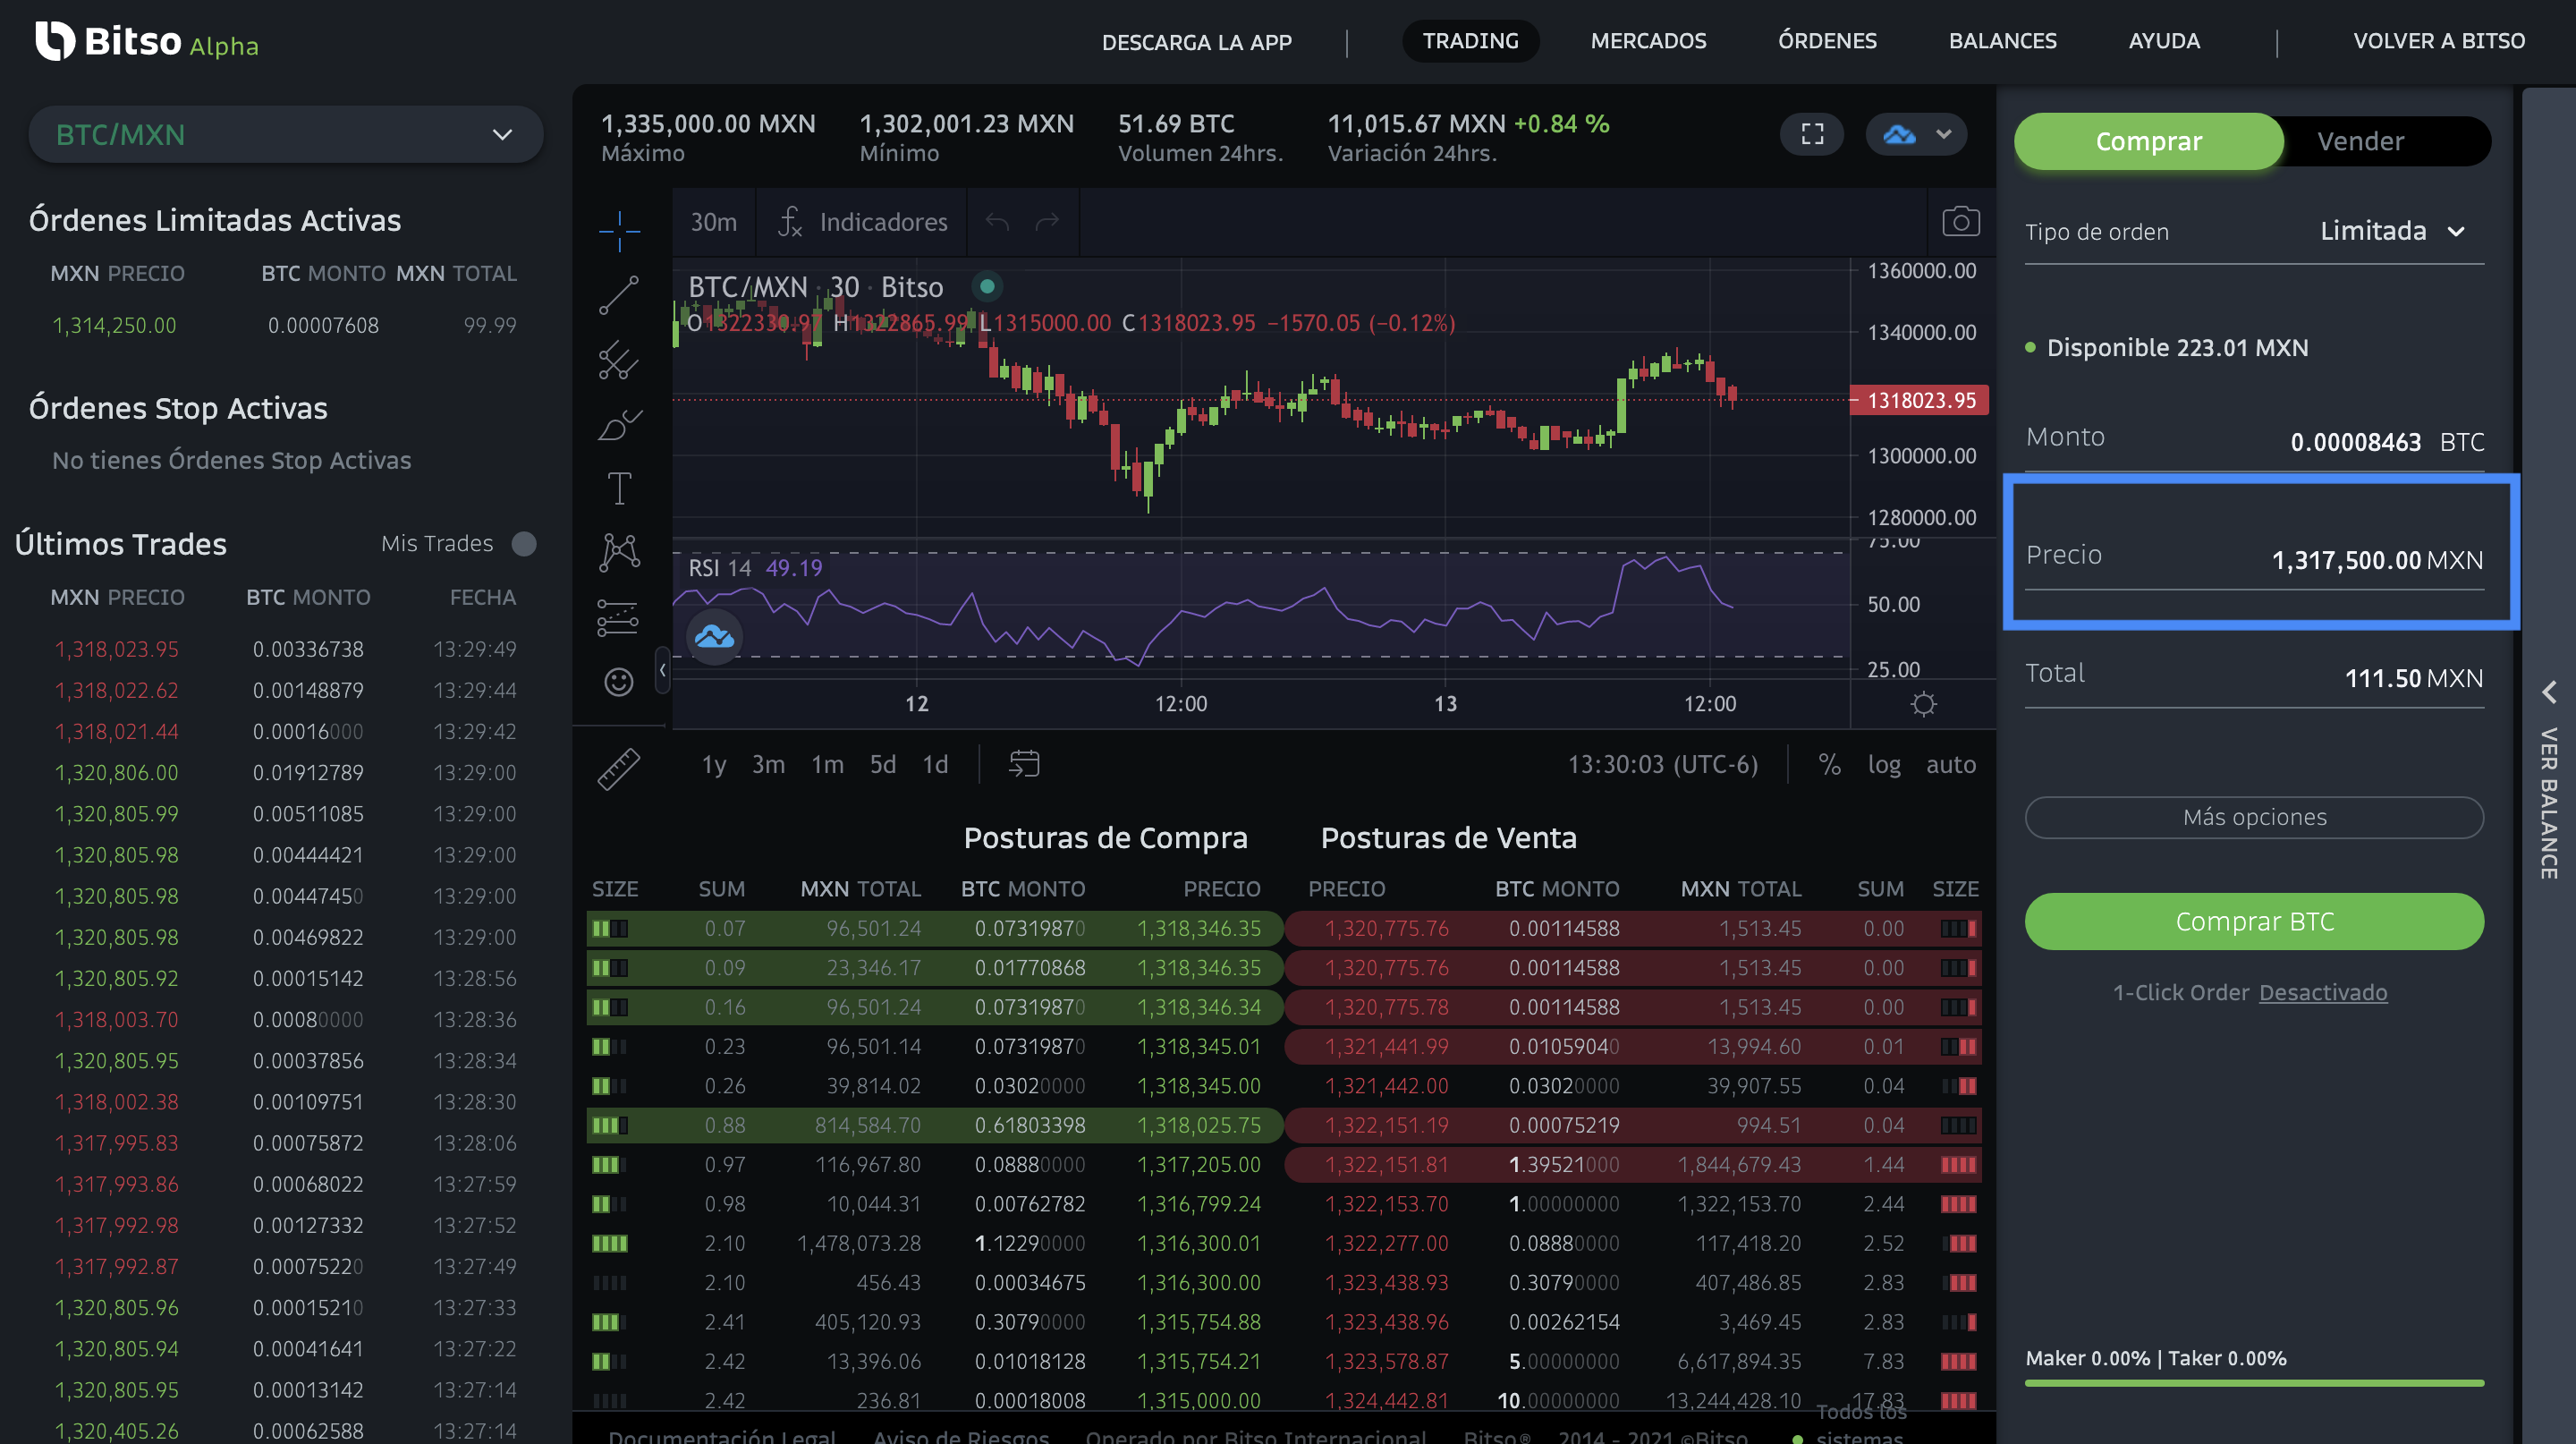 Bitso Alpha
DESCARGA LA APP | TRADING MERCADOS ÓRDENES BALANCES AYUDA | VOLVER A BITSO
BTC/MXN
Órdenes Limitadas Activas
MXN PRECIO BTC MONTO MXN TOTAL
1,314,250.00 0.00007608 99.99
Órdenes Stop Activas
No tienes Órdenes Stop Activas
Últimos Trades Mis Trades
MXN PRECIO BTC MONTO FECHA
1,318,023.95 0.00336738 13:29:49
1,318,022.62 0.00148879 13:29:44
1,318,021.44 0.00016000 13:29:42
1,320,806.00 0.01912789 13:29:00
1,320,805.99 0.00511085 13:29:00
1,320,805.98 0.00444421 13:29:00
1,320,805.98 0.00447450 13:29:00
1,320,805.98 0.00469822 13:29:00
1,320,805.92 0.00015142 13:28:56
1,318,003.70 0.00080000 13:28:36
1,320,805.95 0.00037856 13:28:34
1,318,002.38 0.00109751 13:28:30
1,317,995.83 0.00075872 13:28:06
1,317,993.86 0.00068022 13:27:59
1,317,992.98 0.00127332 13:27:52
1,317,992.87 0.00075220 13:27:49
1,320,805.96 0.00015210 13:27:33
1,320,805.94 0.00041641 13:27:22
1,320,805.95 0.00013142 13:27:14
1,320,405.26 0.00062588 13:27:14
1,335,000.00 MXN 1,302,001.23 MXN 51.69 BTC 11,015.67 MXN +0.84 %
Máximo Mínimo Volumen 24hrs. Variación 24hrs.
30m Indicadores
BTC/MXN · 30 · Bitso
H1322865.99 L1315000.00 C1318023.95 −1570.05 (−0.12%)
1360000.00
1340000.00
1318023.95
1300000.00
1280000.00
75.00
RSI 14 49.19
50.00
25.00
12 12:00 13 12:00
1y 3m 1m 5d 1d 13:30:03 (UTC-6) % log auto
Posturas de Compra Posturas de Venta
SIZE SUM MXN TOTAL BTC MONTO PRECIO PRECIO BTC MONTO MXN TOTAL SUM SIZE
0.07 96,501.24 0.07319870 1,318,346.35 1,320,775.76 0.00114588 1,513.45 0.00
0.09 23,346.17 0.01770868 1,318,346.35 1,320,775.76 0.00114588 1,513.45 0.00
0.16 96,501.24 0.07319870 1,318,346.34 1,320,775.78 0.00114588 1,513.45 0.00
0.23 96,501.14 0.07319870 1,318,345.01 1,321,441.99 0.01059040 13,994.60 0.01
0.26 39,814.02 0.03020000 1,318,345.00 1,321,442.00 0.03020000 39,907.55 0.04
0.88 814,584.70 0.61803398 1,318,025.75 1,322,151.19 0.00075219 994.51 0.04
0.97 116,967.80 0.08880000 1,317,205.00 1,322,151.81 1.39521000 1,844,679.43 1.44
0.98 10,044.31 0.00762782 1,316,799.24 1,322,153.70 1.00000000 1,322,153.70 2.44
2.10 1,478,073.28 1.12290000 1,316,300.01 1,322,277.00 0.08880000 117,418.20 2.52
2.10 456.43 0.00034675 1,316,300.00 1,323,438.93 0.30790000 407,486.85 2.83
2.41 405,120.93 0.30790000 1,315,754.88 1,323,438.96 0.00262154 3,469.45 2.83
2.42 13,396.06 0.01018128 1,315,754.21 1,323,578.87 5.00000000 6,617,894.35 7.83
2.42 236.81 0.00018008 1,315,000.00 1,324,442.81 10.00000000 13,244,428.10 17.83
Todos los
Documentación Legal Aviso de Riesgos Operado por Bitso Internacional Bitso® 2014 - 2021 ©Bitso sistemas
Comprar Vender
Tipo de orden Limitada
Disponible 223.01 MXN
Monto 0.00008463 BTC
Precio 1,317,500.00 MXN
Total 111.50 MXN
Más opciones
Comprar BTC
1-Click Order Desactivado
Maker 0.00% | Taker 0.00%
VER BALANCE